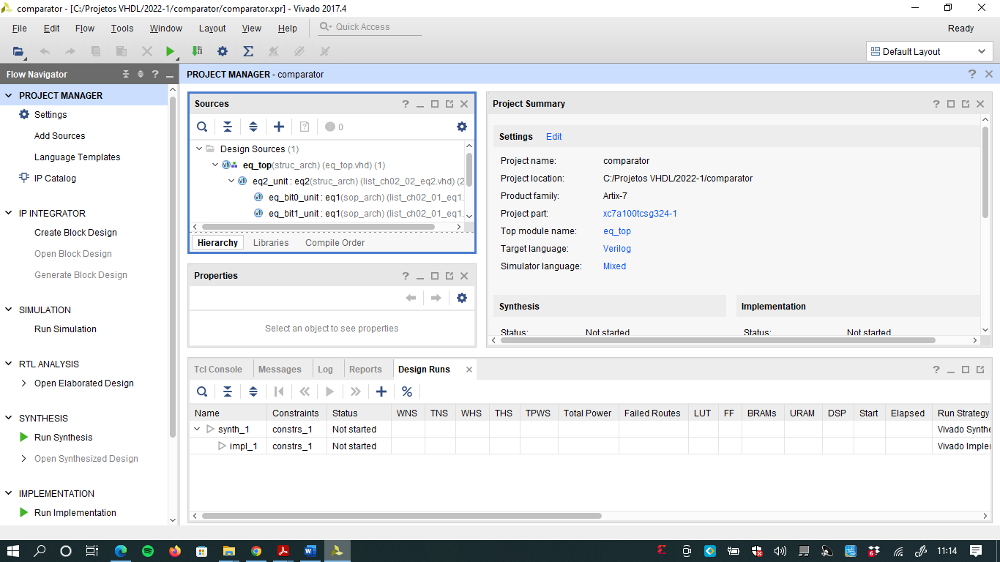 comparator - [C:/Projetos VHDL/2022-1/comparator/comparator.xpr] - Vivado 2017.4
File Edit Flow Tools Window Layout View Help Quick Access Ready
Default Layout
Flow Navigator
PROJECT MANAGER
Settings
Add Sources
Language Templates
IP Catalog
IP INTEGRATOR
Create Block Design
Open Block Design
Generate Block Design
SIMULATION
Run Simulation
RTL ANALYSIS
Open Elaborated Design
SYNTHESIS
Run Synthesis
Open Synthesized Design
IMPLEMENTATION
Run Implementation
PROJECT MANAGER - comparator
Sources
0
Design Sources (1)
eq_top(struc_arch) (eq_top.vhd) (1)
eq2_unit : eq2(struc_arch) (list_ch02_02_eq2.vhd) (2
eq_bit0_unit : eq1(sop_arch) (list_ch02_01_eq1.
eq_bit1_unit : eq1(sop_arch) (list_ch02_01_eq1.
Hierarchy Libraries Compile Order
Properties
Select an object to see properties
Project Summary
Settings Edit
Project name: comparator
Project location: C:/Projetos VHDL/2022-1/comparator
Product family: Artix-7
Project part: xc7a100tcsg324-1
Top module name: eq_top
Target language: Verilog
Simulator language: Mixed
Synthesis Implementation
Status: Not started Status: Not started
Tcl Console Messages Log Reports Design Runs
Name Constraints Status WNS TNS WHS THS TPWS Total Power Failed Routes LUT FF BRAMs URAM DSP Start Elapsed Run Strategy
synth_1 constrs_1 Not started Vivado Synthe
impl_1 constrs_1 Not started Vivado Impler
11:14